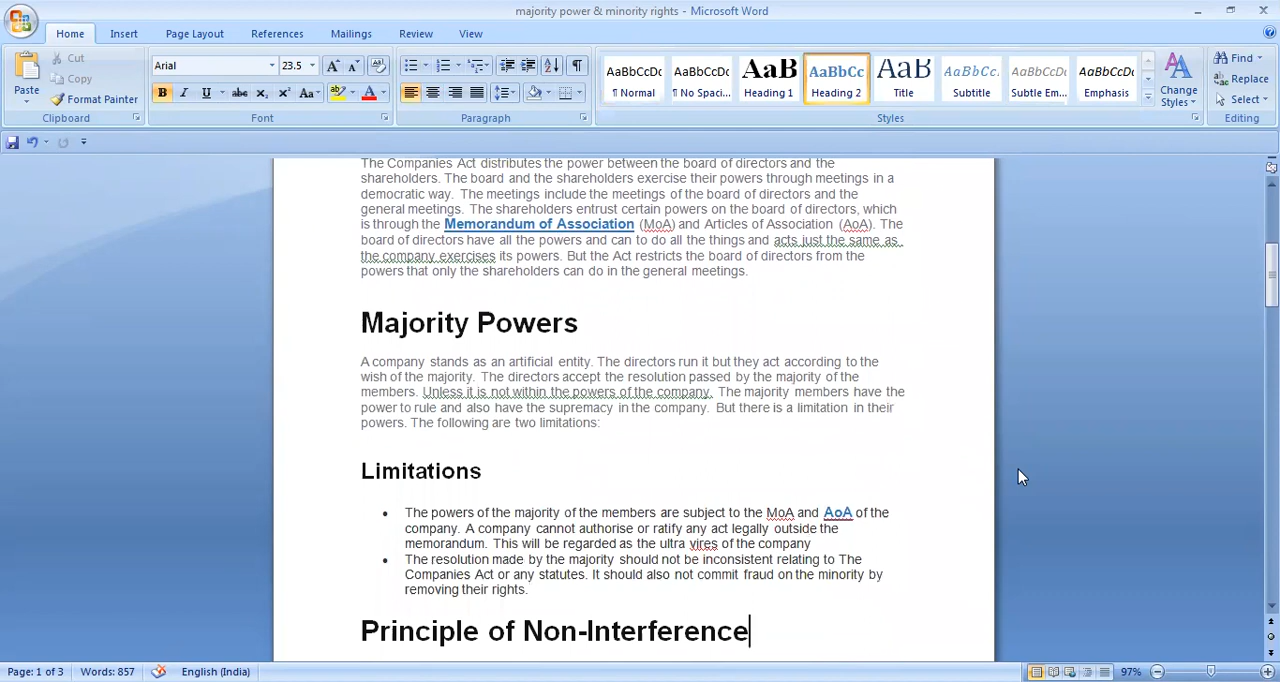 majority power & minority rights - Microsoft Word
Home Insert Page Layout References Mailings Review View
Paste
Cut
Copy
Format Painter
Clipboard
Arial 23.5
B I U abc x₂ x² Aa A
Font
Paragraph
AaBbCcDc AaBbCcDc AaB AaBbCc AaB AaBbCc. AaBbCcDc AaBbCcDc
¶ Normal ¶ No Spaci... Heading 1 Heading 2 Title Subtitle Subtle Em... Emphasis
Change Styles
Styles
Find
Replace
Select
Editing
The Companies Act distributes the power between the board of directors and the
shareholders. The board and the shareholders exercise their powers through meetings in a
democratic way. The meetings include the meetings of the board of directors and the
general meetings. The shareholders entrust certain powers on the board of directors, which
is through the Memorandum of Association (MoA) and Articles of Association (AoA). The
board of directors have all the powers and can to do all the things and acts just the same as
the company exercises its powers. But the Act restricts the board of directors from the
powers that only the shareholders can do in the general meetings.
Majority Powers
A company stands as an artificial entity. The directors run it but they act according to the
wish of the majority. The directors accept the resolution passed by the majority of the
members. Unless it is not within the powers of the company. The majority members have the
power to rule and also have the supremacy in the company. But there is a limitation in their
powers. The following are two limitations:
Limitations
• The powers of the majority of the members are subject to the MoA and AoA of the
company. A company cannot authorise or ratify any act legally outside the
memorandum. This will be regarded as the ultra vires of the company
• The resolution made by the majority should not be inconsistent relating to The
Companies Act or any statutes. It should also not commit fraud on the minority by
removing their rights.
Principle of Non-Interference
Page: 1 of 3 Words: 857 English (India) 97%